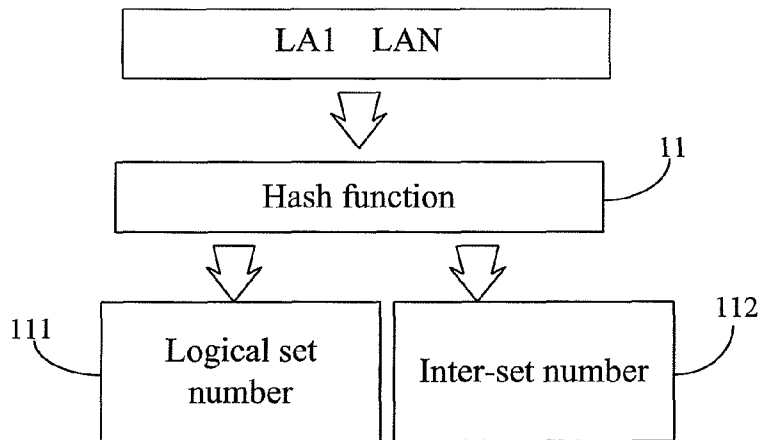 LA1 LAN
11
Hash function
111
112
Logical set
number
Inter-set number